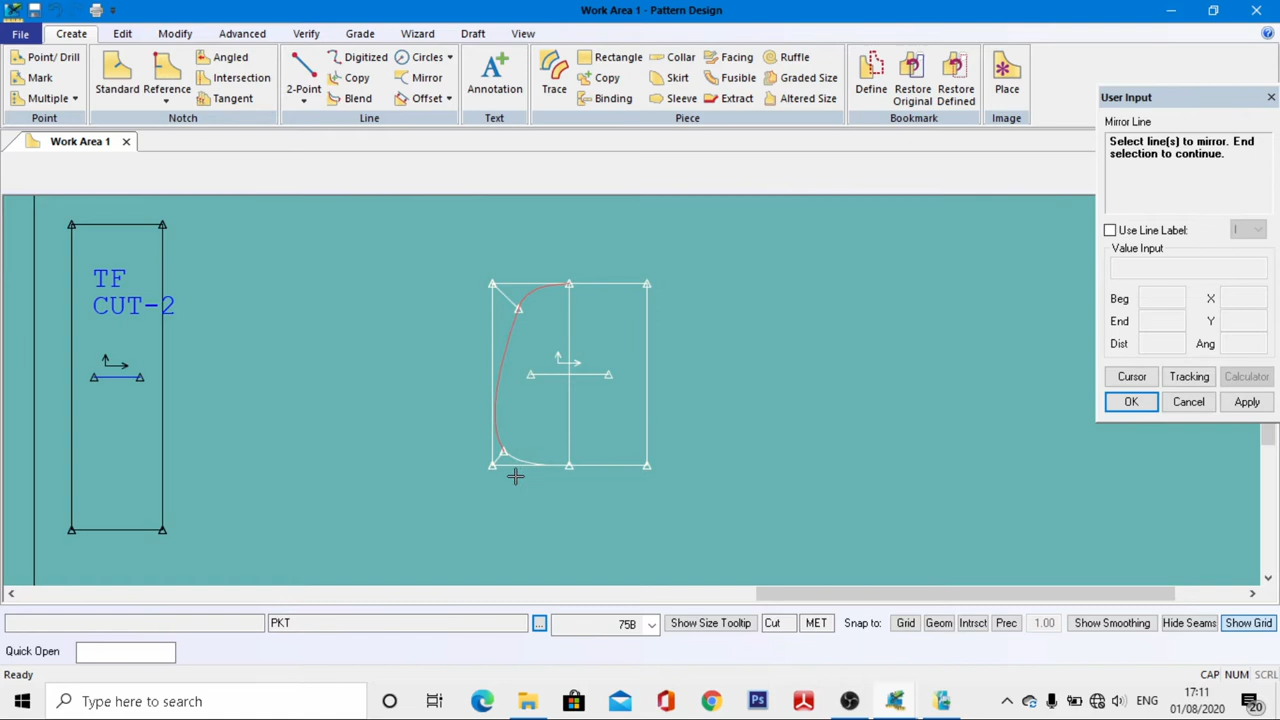 Work Area 1 - Pattern Design
File
Create
Edit
Modify
Advanced
Verify
Grade
Wizard
Draft
View
Point/ Drill
Mark
Multiple
Point
Standard
Reference
Angled
Intersection
Tangent
Notch
2-Point
Digitized
Copy
Blend
Circles
Mirror
Offset
Line
Annotation
Text
Trace
Rectangle
Copy
Binding
Collar
Skirt
Sleeve
Facing
Fusible
Extract
Ruffle
Graded Size
Altered Size
Piece
Define
Restore Original
Restore Defined
Bookmark
Place
Image
Work Area 1
User Input
Mirror Line
Select line(s) to mirror. End
selection to continue.
Use Line Label:
I
Value Input
Beg
X
End
Y
Dist
Ang
Cursor
Tracking
Calculator
OK
Cancel
Apply
TF
CUT-2
PKT
...
75B
Show Size Tooltip
Cut
MET
Snap to:
Grid
Geom
Intrsct
Prec
1.00
Show Smoothing
Hide Seams
Show Grid
Quick Open
Ready
CAP NUM SCRL
Type here to search
ENG
17:11
01/08/2020
20